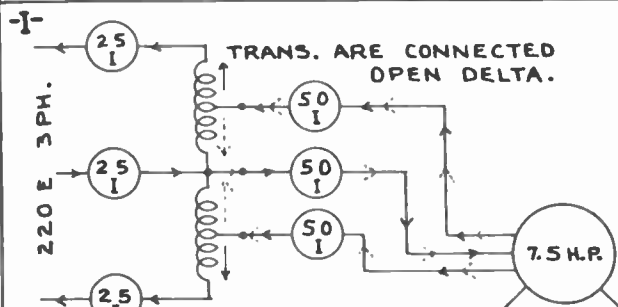 -I-
25
I
TRANS. ARE CONNECTED
OPEN DELTA.
50
I
220 E 3PH.
25
I
50
I
50
I
7.5 H.P.
25